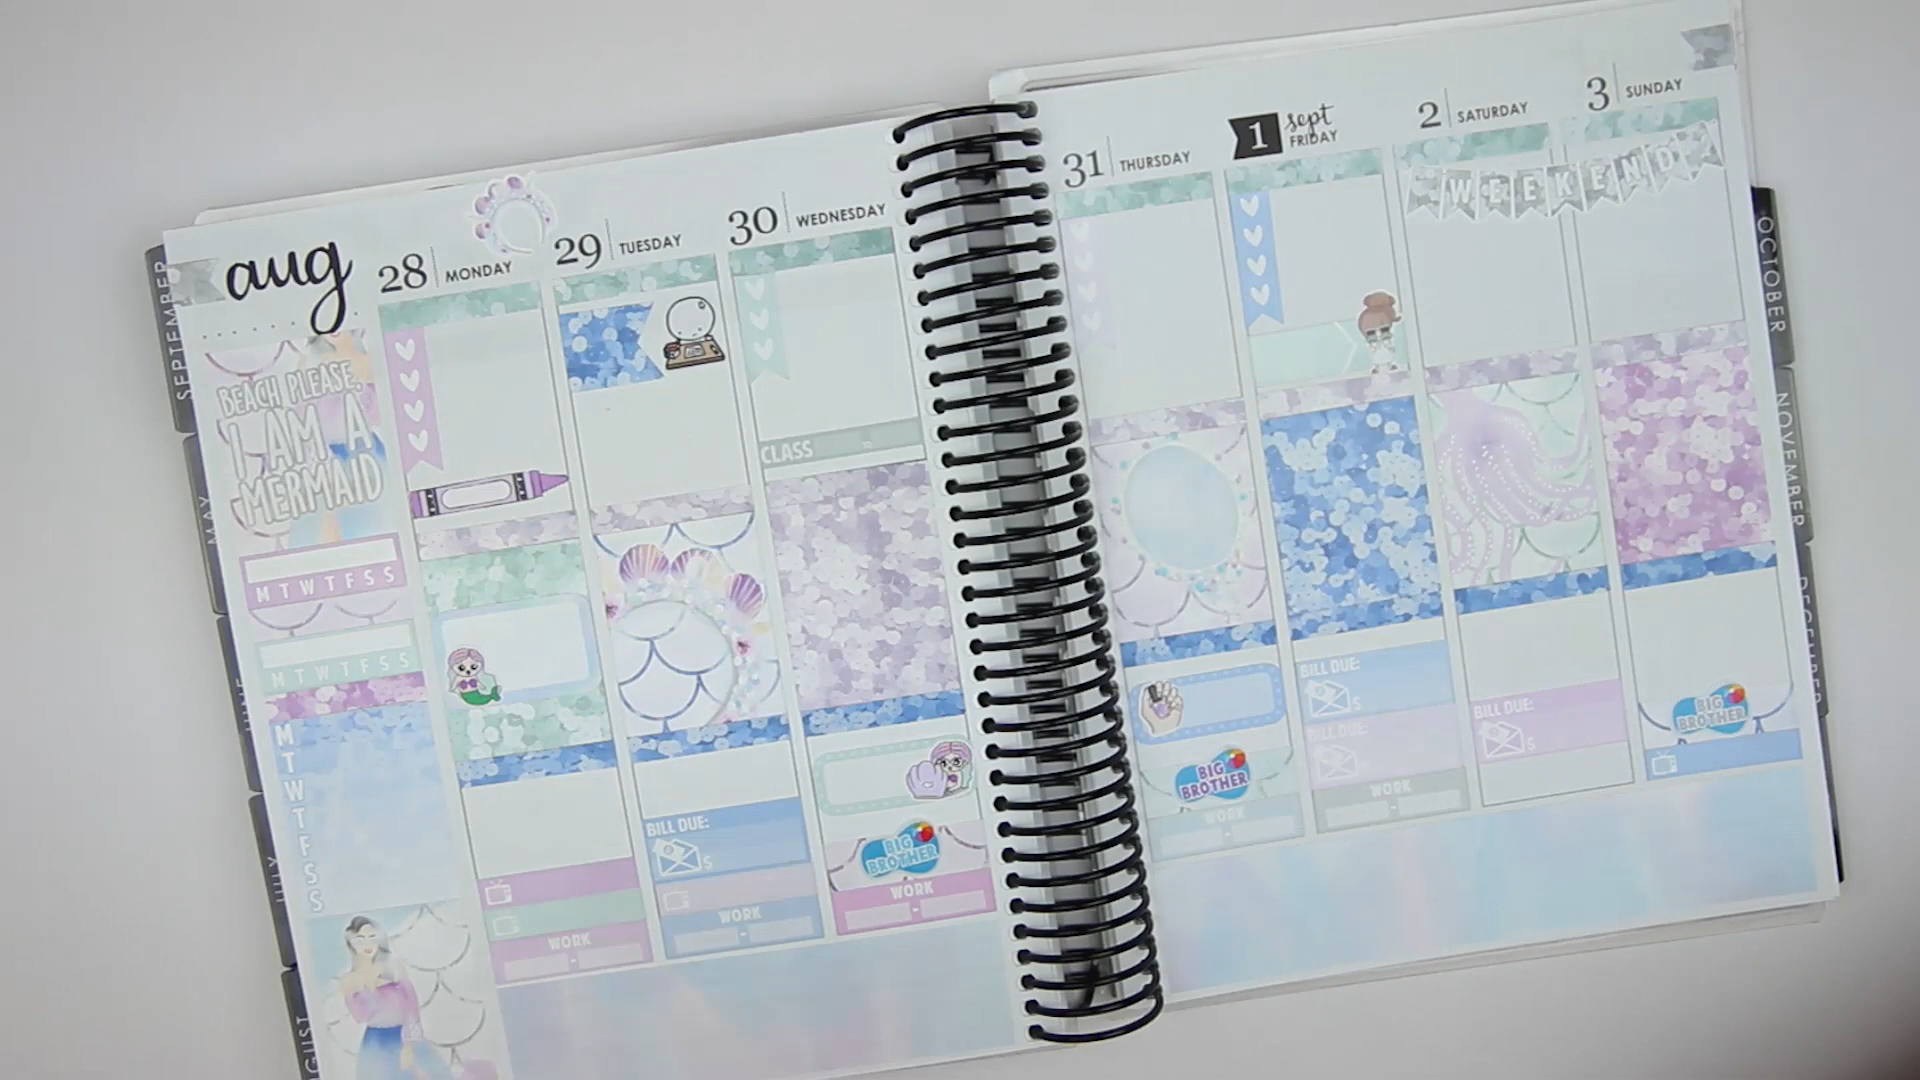 aug
28 MONDAY
29 TUESDAY
30 WEDNESDAY
31 THURSDAY
1 sept FRIDAY
2 SATURDAY
3 SUNDAY
WEEKEND
BEACH PLEASE,
I AM A
MERMAID
M T W T F S S
M T W T F S S
M
T
W
T
F
S
S
WORK
BILL DUE:
$
WORK
CLASS
BIG
BROTHER
WORK
BIG
BROTHER
WORK
BILL DUE:
$
BILL DUE:
$
WORK
BILL DUE:
$
BIG
BROTHER
SEPTEMBER
MAY
JUNE
JULY
OCTOBER
NOVEMBER
DECEMBER